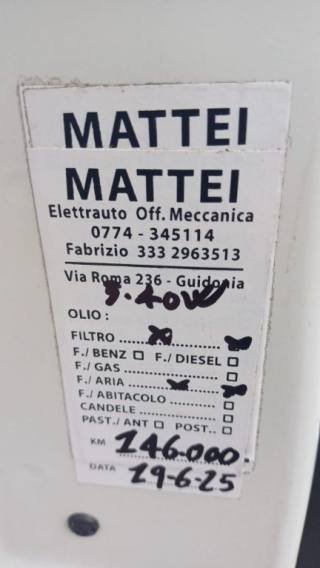 MATTEI
MATTEI
Elettrauto Off. Meccanica
0774 - 345114
Fabrizio 333 2963513
Via Roma 236 - Guidonia
5.40W
OLIO :
FILTRO ..... X ..... X
F./ BENZ □ F. / DIESEL □
F./ GAS ..... □
F./ ARIA ..... X ..... X
F./ ABITACOLO ..... □
CANDELE ..... □
PAST./ ANT □ POST.. □
KM 146.000
DATA 19-6-25